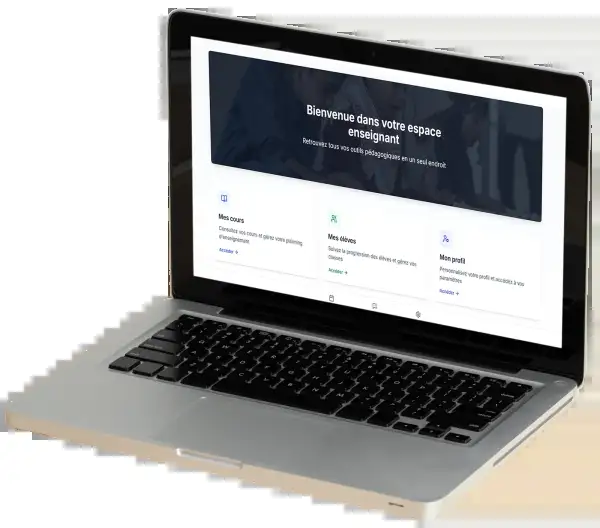 Bienvenue dans votre espace
enseignant
Retrouvez tous vos outils pédagogiques en un seul endroit
Mes cours
Consultez vos cours et gérez votre planning
d'enseignement
Accéder →
Mes élèves
Suivez la progression des élèves et gérez vos
classes
Accéder →
Mon profil
Personnalisez votre profil et accédez à vos
paramètres
Accéder →